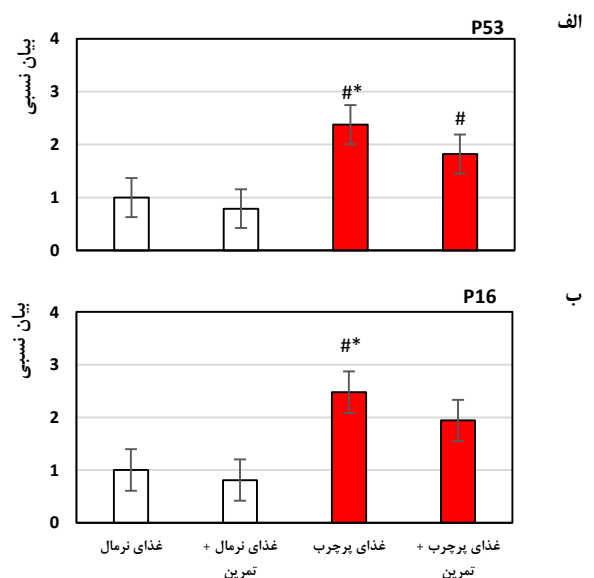 الف
P53
بیان نسبی
4
3
2
1
0
#*
#
ب
P16
بیان نسبی
4
3
2
1
0
#*
غذای نرمال
غذای نرمال +
تمرین
غذای پرچرب
غذای پرچرب +
تمرین